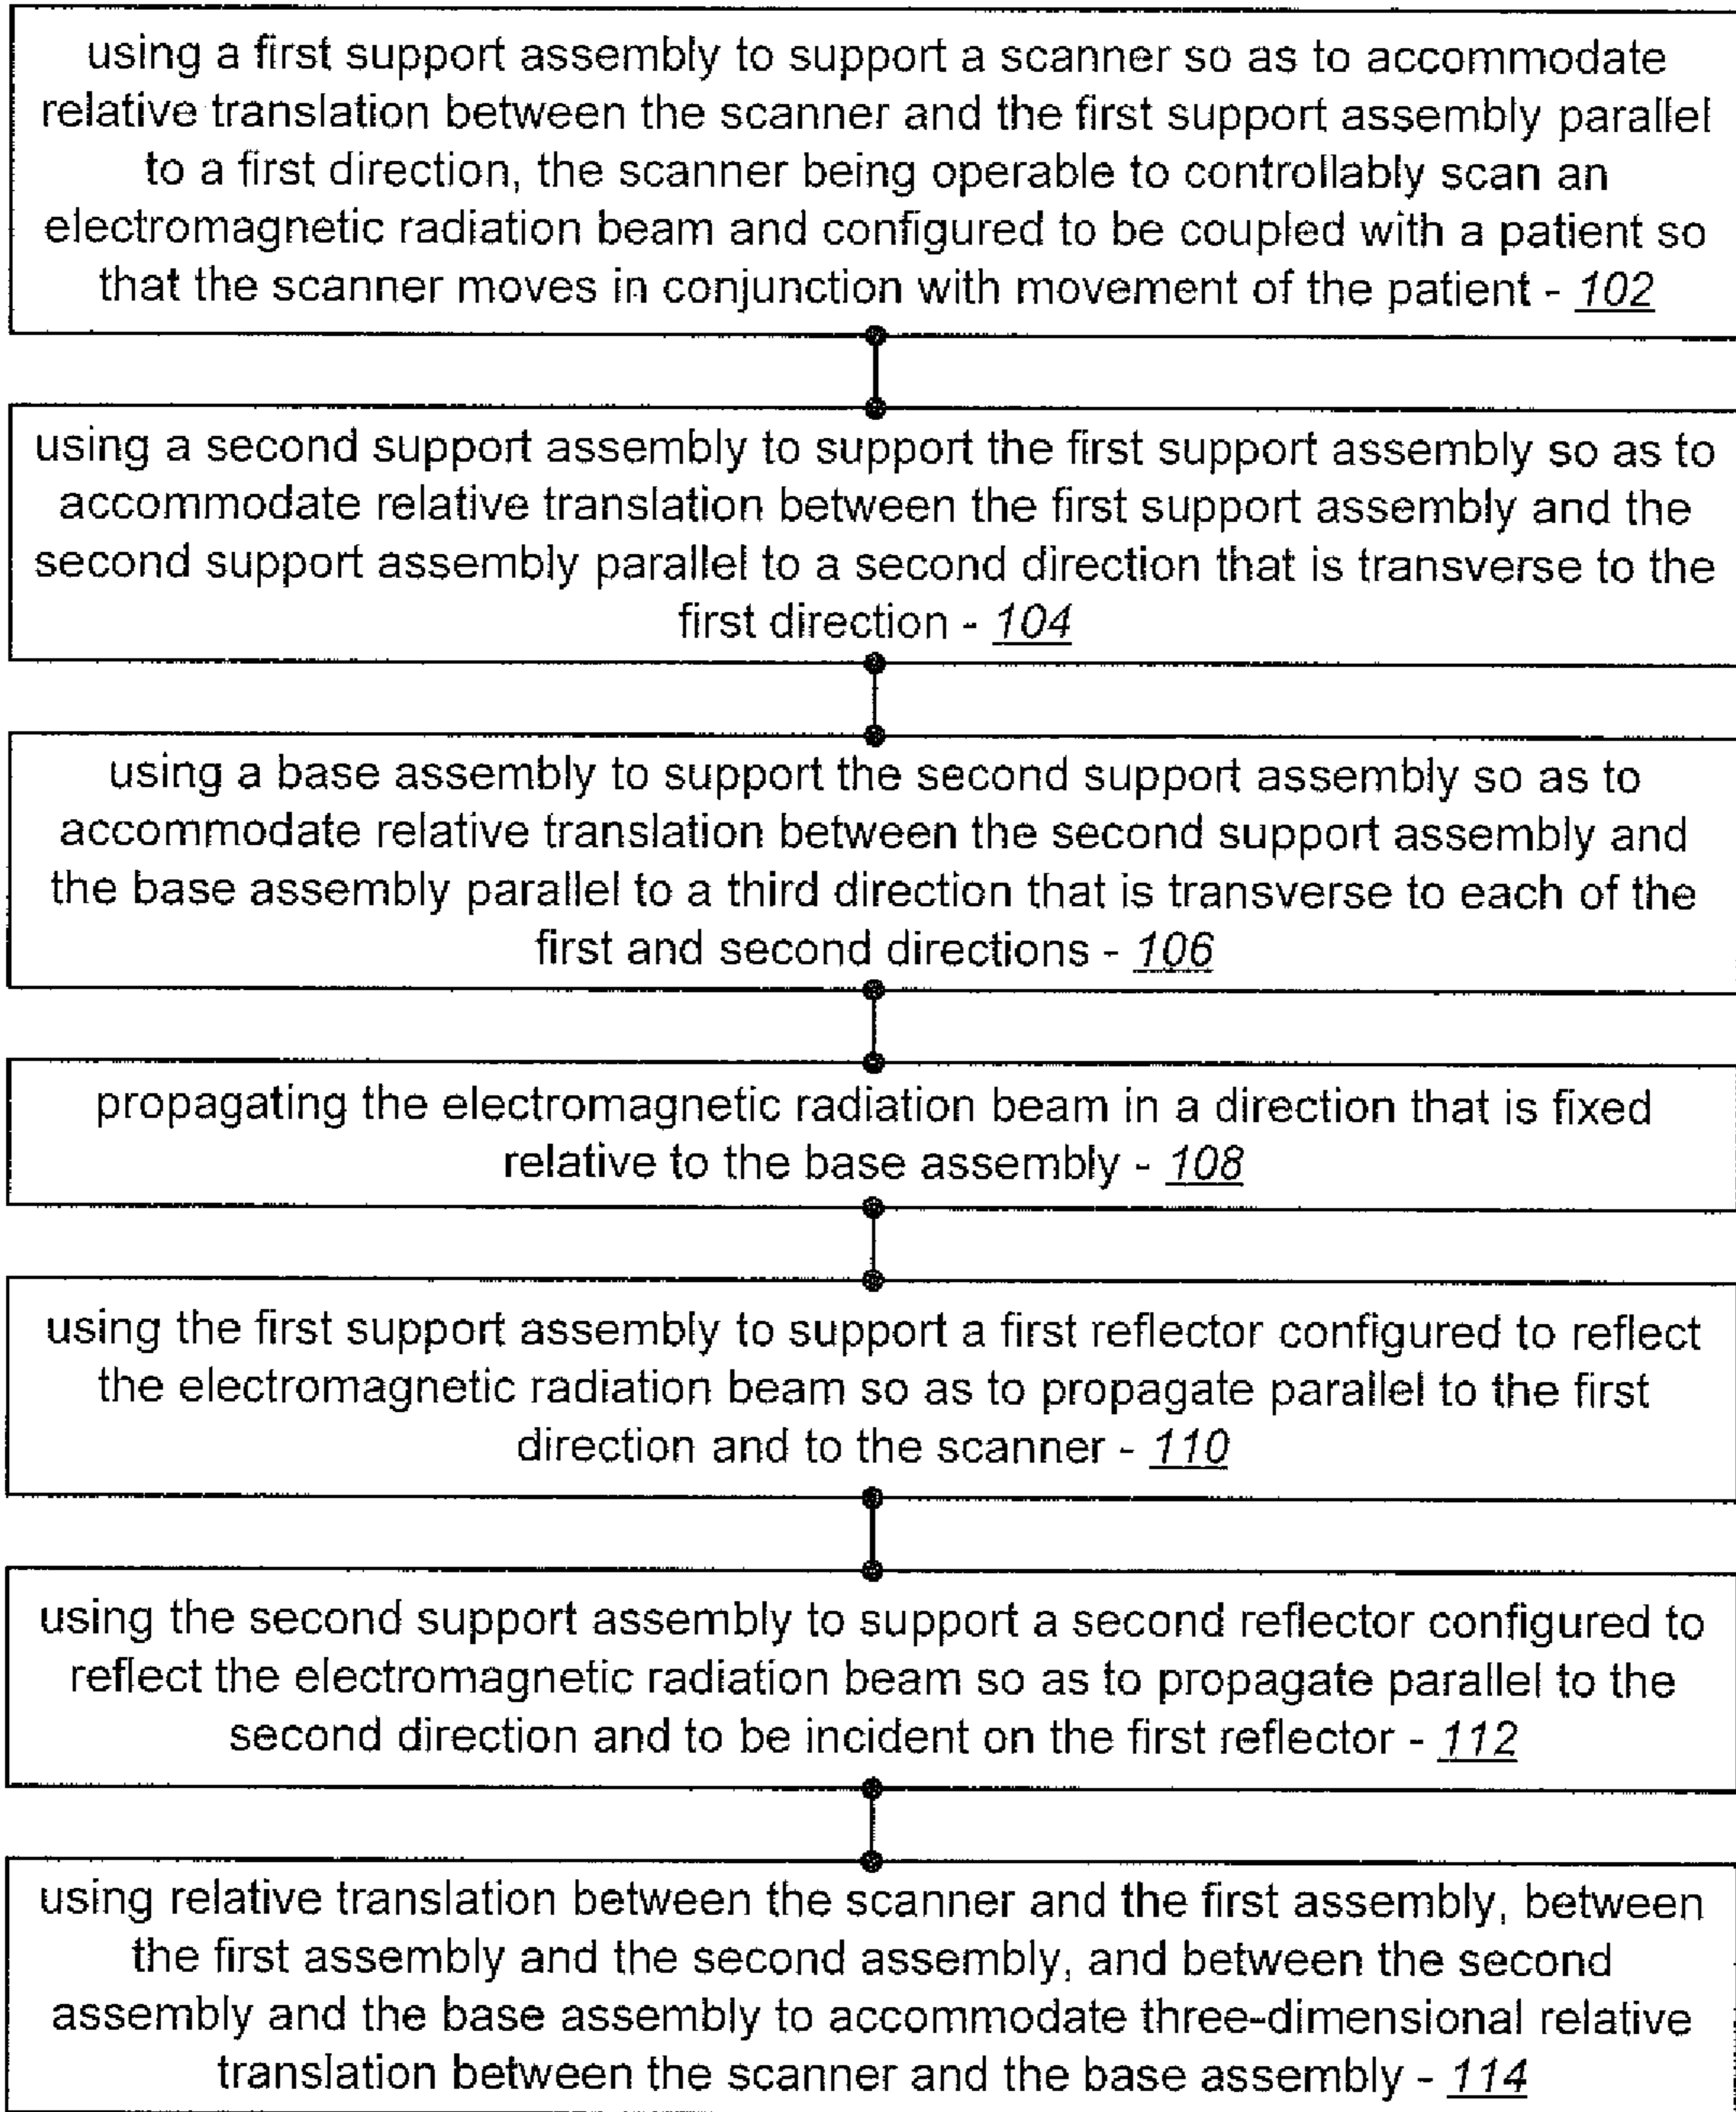 using a first support assembly to support a scanner so as to accommodate
relative translation between the scanner and the first support assembly parallel
to a first direction, the scanner being operable to controllably scan an
electromagnetic radiation beam and configured to be coupled with a patient so
that the scanner moves in conjunction with movement of the patient - 102
using a second support assembly to support the first support assembly so as to
accommodate relative translation between the first support assembly and the
second support assembly parallel to a second direction that is transverse to the
first direction - 104
using a base assembly to support the second support assembly so as to
accommodate relative translation between the second support assembly and
the base assembly parallel to a third direction that is transverse to each of the
first and second directions - 106
propagating the electromagnetic radiation beam in a direction that is fixed
relative to the base assembly - 108
using the first support assembly to support a first reflector configured to reflect
the electromagnetic radiation beam so as to propagate parallel to the first
direction and to the scanner - 110
using the second support assembly to support a second reflector configured to
reflect the electromagnetic radiation beam so as to propagate parallel to the
second direction and to be incident on the first reflector - 112
using relative translation between the scanner and the first assembly, between
the first assembly and the second assembly, and between the second
assembly and the base assembly to accommodate three-dimensional relative
translation between the scanner and the base assembly - 114